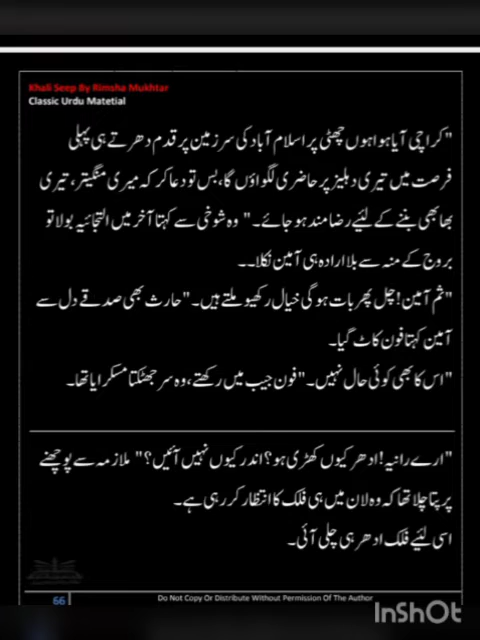 Khali Seep By Rimsha Mukhtar
Classic Urdu Matetial
"کراچی آیا ہوا ہوں چھٹی پر اسلام آباد کی سرزمین پر قدم دھرتے ہی پہلی
فرصت میں تیری دہلیز پر حاضری لگواؤں گا، بس تو دعا کر کہ میری منگیتر، تیری
بھابھی بننے کے لئیے رضامند ہو جائے۔" وہ شوخی سے کہتا آخر میں التجائیہ بولا تو
بروج کے منہ سے بلا ارادہ ہی آمین نکلا۔۔
"ثم آمین! چل پھر بات ہو گی خیال رکھیو ملتے ہیں۔" حارث بھی صدقے دل سے
آمین کہتا فون کاٹ گیا۔
"اس کا بھی کوئی حال نہیں۔" فون جیب میں رکھتے، وہ سر جھٹکتا مسکرایا تھا۔
"ارے رانیہ! ادھر کیوں کھڑی ہو؟ اندر کیوں نہیں آئیں؟" ملازمہ سے پوچھنے
پر پتا چلا تھا کہ وہ لان میں ہی فلک کا انتظار کر رہی ہے۔
اسی لئیے فلک ادھر ہی چلی آئی۔
66
Do Not Copy Or Distribute Without Permission Of The Author
InShOt